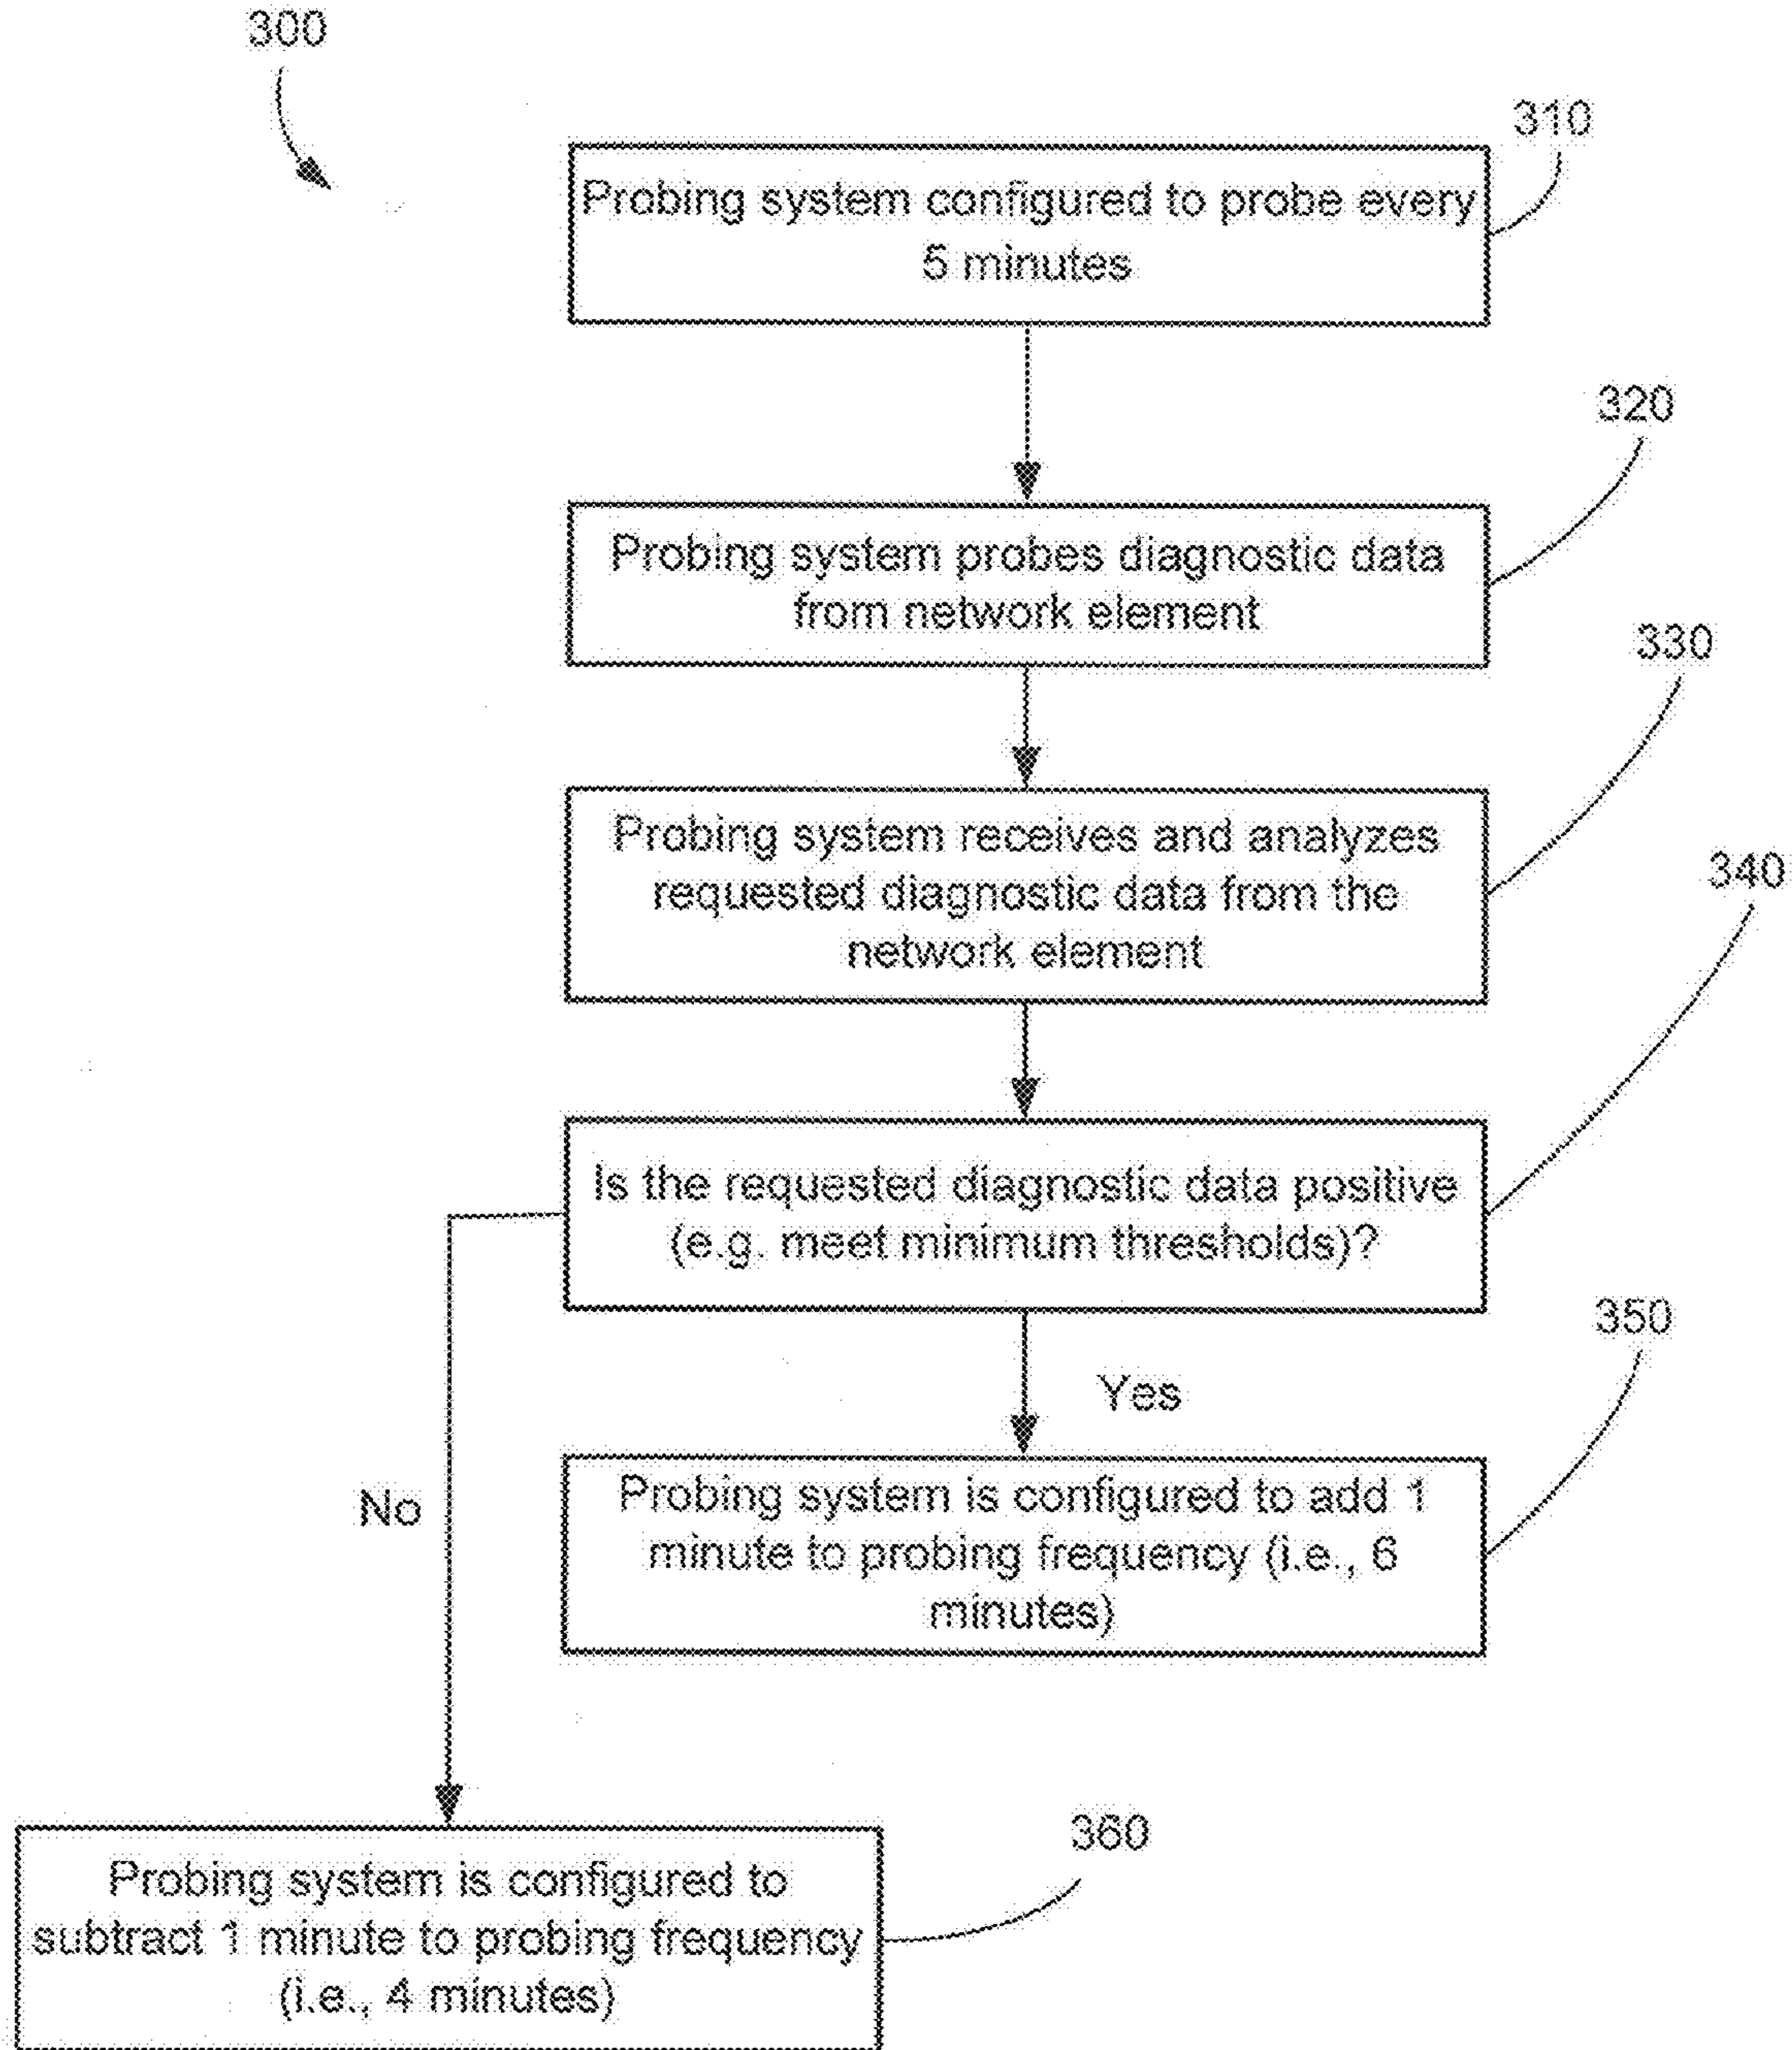 300
310
Probing system configured to probe every
5 minutes
320
Probing system probes diagnostic data
from network element
330
Probing system receives and analyzes
requested diagnostic data from the
network element
340
Is the requested diagnostic data positive
(e.g. meet minimum thresholds)?
350
Yes
Probing system is configured to add 1
minute to probing frequency (i.e., 6
minutes)
No
360
Probing system is configured to
subtract 1 minute to probing frequency
(i.e., 4 minutes)